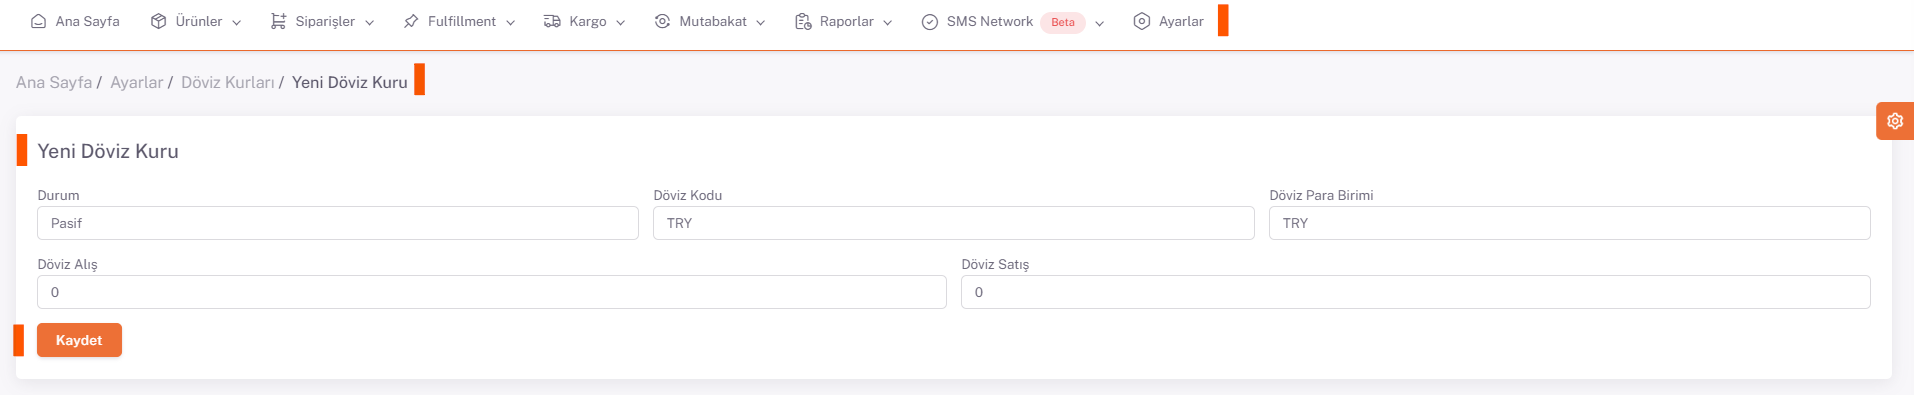 Ana Sayfa Ürünler Siparişler Fulfillment Kargo Mutabakat Raporlar SMS Network Beta Ayarlar
Ana Sayfa / Ayarlar / Döviz Kurları / Yeni Döviz Kuru
Yeni Döviz Kuru
Durum Döviz Kodu Döviz Para Birimi
Pasif TRY TRY
Döviz Alış Döviz Satış
0 0
Kaydet